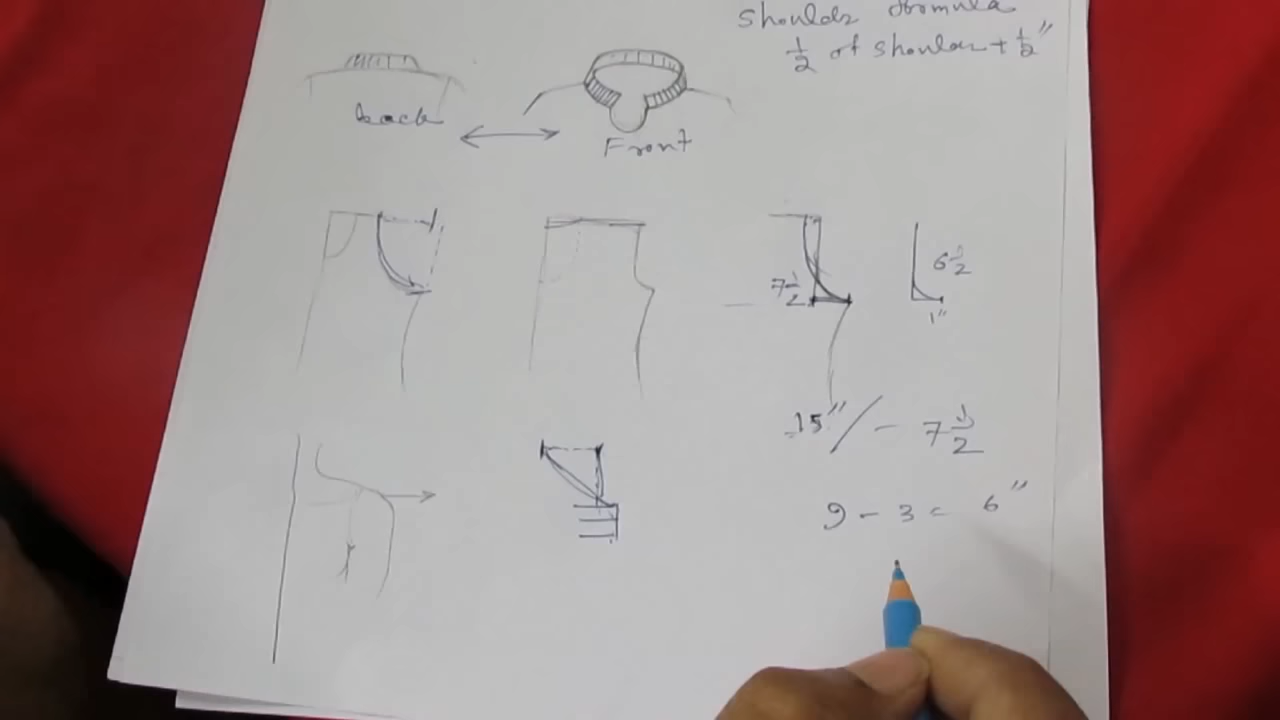 Shoulder formula
1/2 of Shoulder + 1/2"
back
Front
7 1/2
6 1/2
1"
15" / - 7 1/2
9 - 3 = 6"